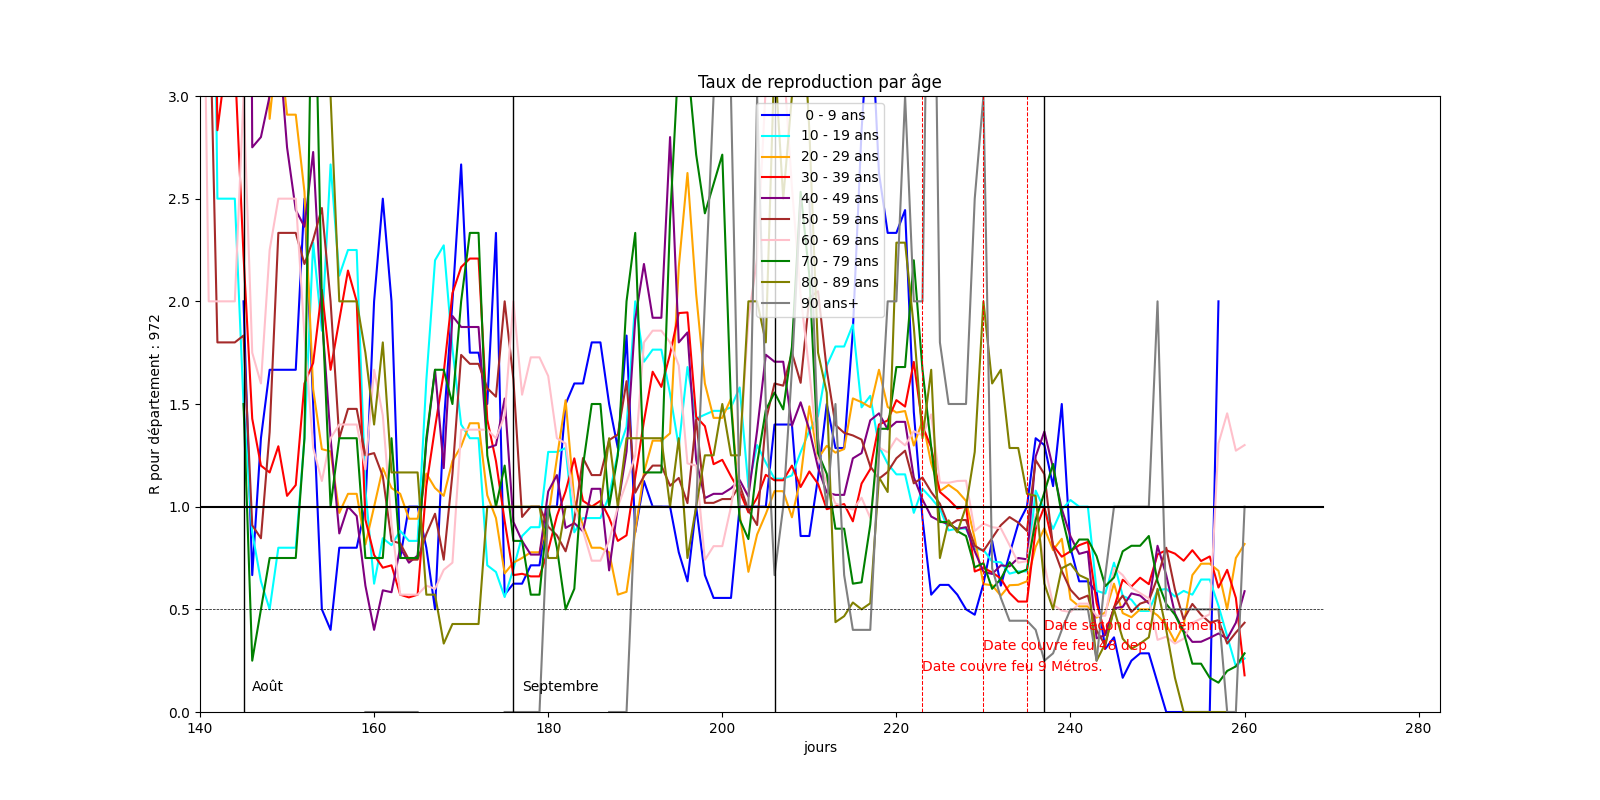 Taux de reproduction par âge
R pour département : 972
3.0
2.5
2.0
1.5
1.0
0.5
0.0
0 - 9 ans
10 - 19 ans
20 - 29 ans
30 - 39 ans
40 - 49 ans
50 - 59 ans
60 - 69 ans
70 - 79 ans
80 - 89 ans
90 ans+
Date second confinement
Date couvre feu 48 dep
Date couvre feu 9 Métros.
Août
Septembre
140 160 180 200 220 240 260 280
jours